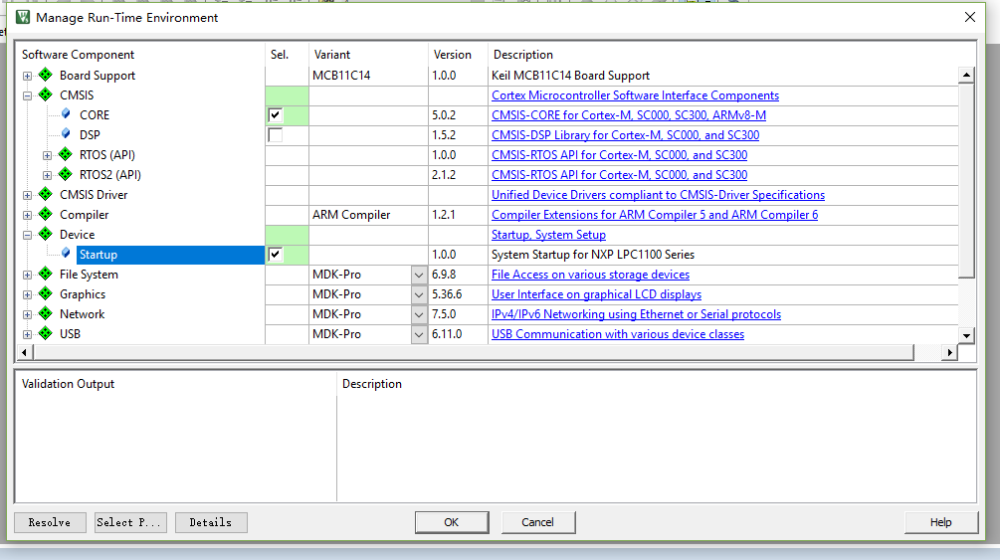 Manage Run-Time Environment
Software Component Sel. Variant Version Description
Board Support MCB11C14 1.0.0 Keil MCB11C14 Board Support
CMSIS Cortex Microcontroller Software Interface Components
CORE 5.0.2 CMSIS-CORE for Cortex-M, SC000, SC300, ARMv8-M
DSP 1.5.2 CMSIS-DSP Library for Cortex-M, SC000, and SC300
RTOS (API) 1.0.0 CMSIS-RTOS API for Cortex-M, SC000, and SC300
RTOS2 (API) 2.1.2 CMSIS-RTOS API for Cortex-M, SC000, and SC300
CMSIS Driver Unified Device Drivers compliant to CMSIS-Driver Specifications
Compiler ARM Compiler 1.2.1 Compiler Extensions for ARM Compiler 5 and ARM Compiler 6
Device Startup, System Setup
Startup 1.0.0 System Startup for NXP LPC1100 Series
File System MDK-Pro 6.9.8 File Access on various storage devices
Graphics MDK-Pro 5.36.6 User Interface on graphical LCD displays
Network MDK-Pro 7.5.0 IPv4/IPv6 Networking using Ethernet or Serial protocols
USB MDK-Pro 6.11.0 USB Communication with various device classes
Validation Output Description
Resolve Select P... Details OK Cancel Help